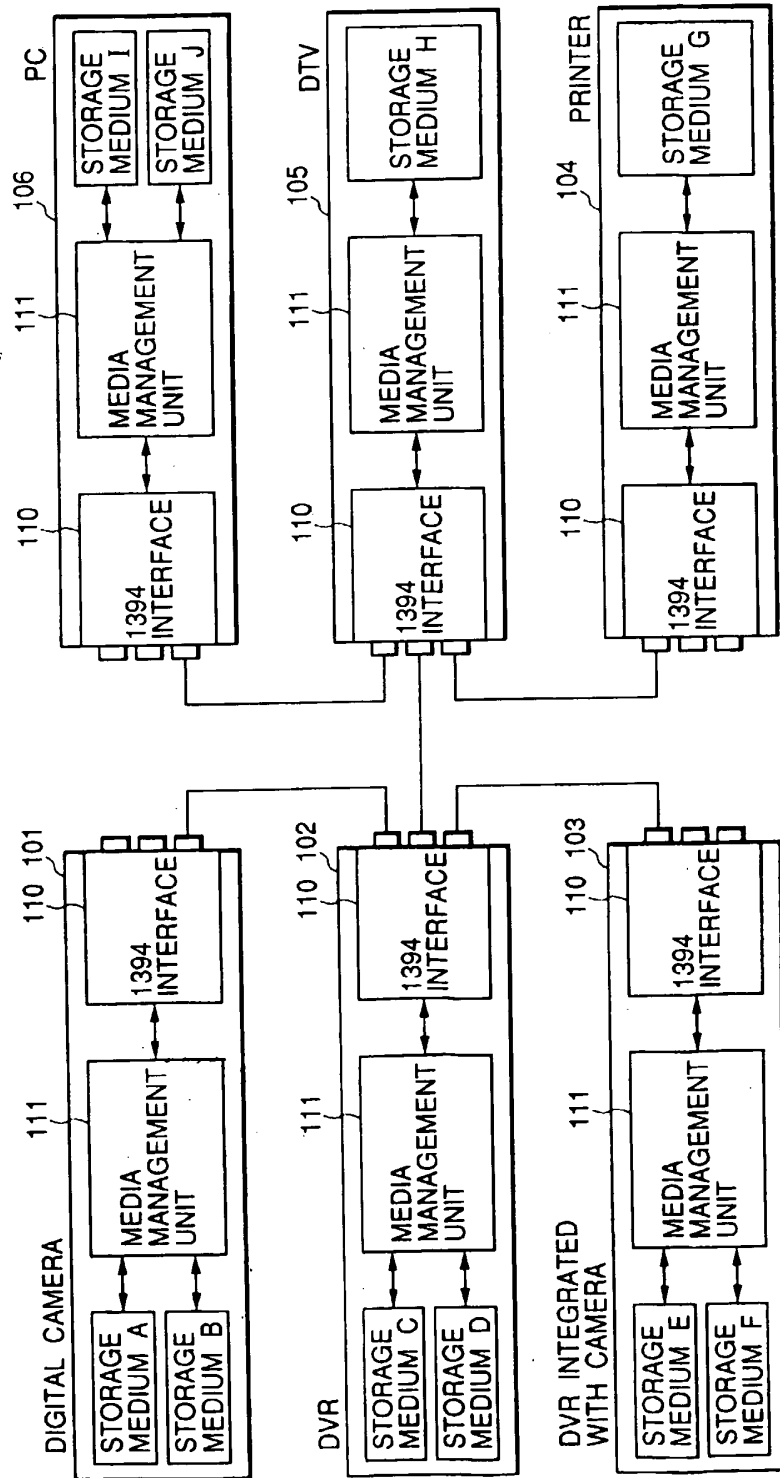 DIGITAL CAMERA
101
STORAGE
MEDIUM A
STORAGE
MEDIUM B
111
MEDIA
MANAGEMENT
UNIT
110
1394
INTERFACE
DVR
102
STORAGE
MEDIUM C
STORAGE
MEDIUM D
111
MEDIA
MANAGEMENT
UNIT
110
1394
INTERFACE
DVR INTEGRATED
WITH CAMERA
103
STORAGE
MEDIUM E
STORAGE
MEDIUM F
111
MEDIA
MANAGEMENT
UNIT
110
1394
INTERFACE
PC
106
110
1394
INTERFACE
111
MEDIA
MANAGEMENT
UNIT
STORAGE
MEDIUM I
STORAGE
MEDIUM J
DTV
105
110
1394
INTERFACE
111
MEDIA
MANAGEMENT
UNIT
STORAGE
MEDIUM H
PRINTER
104
110
1394
INTERFACE
111
MEDIA
MANAGEMENT
UNIT
STORAGE
MEDIUM G